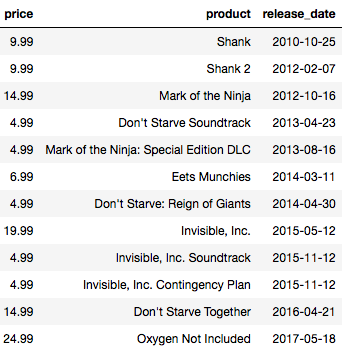 price product release_date
9.99 Shank 2010-10-25
9.99 Shank 2 2012-02-07
14.99 Mark of the Ninja 2012-10-16
4.99 Don't Starve Soundtrack 2013-04-23
4.99 Mark of the Ninja: Special Edition DLC 2013-08-16
6.99 Eets Munchies 2014-03-11
4.99 Don't Starve: Reign of Giants 2014-04-30
19.99 Invisible, Inc. 2015-05-12
4.99 Invisible, Inc. Soundtrack 2015-11-12
4.99 Invisible, Inc. Contingency Plan 2015-11-12
14.99 Don't Starve Together 2016-04-21
24.99 Oxygen Not Included 2017-05-18